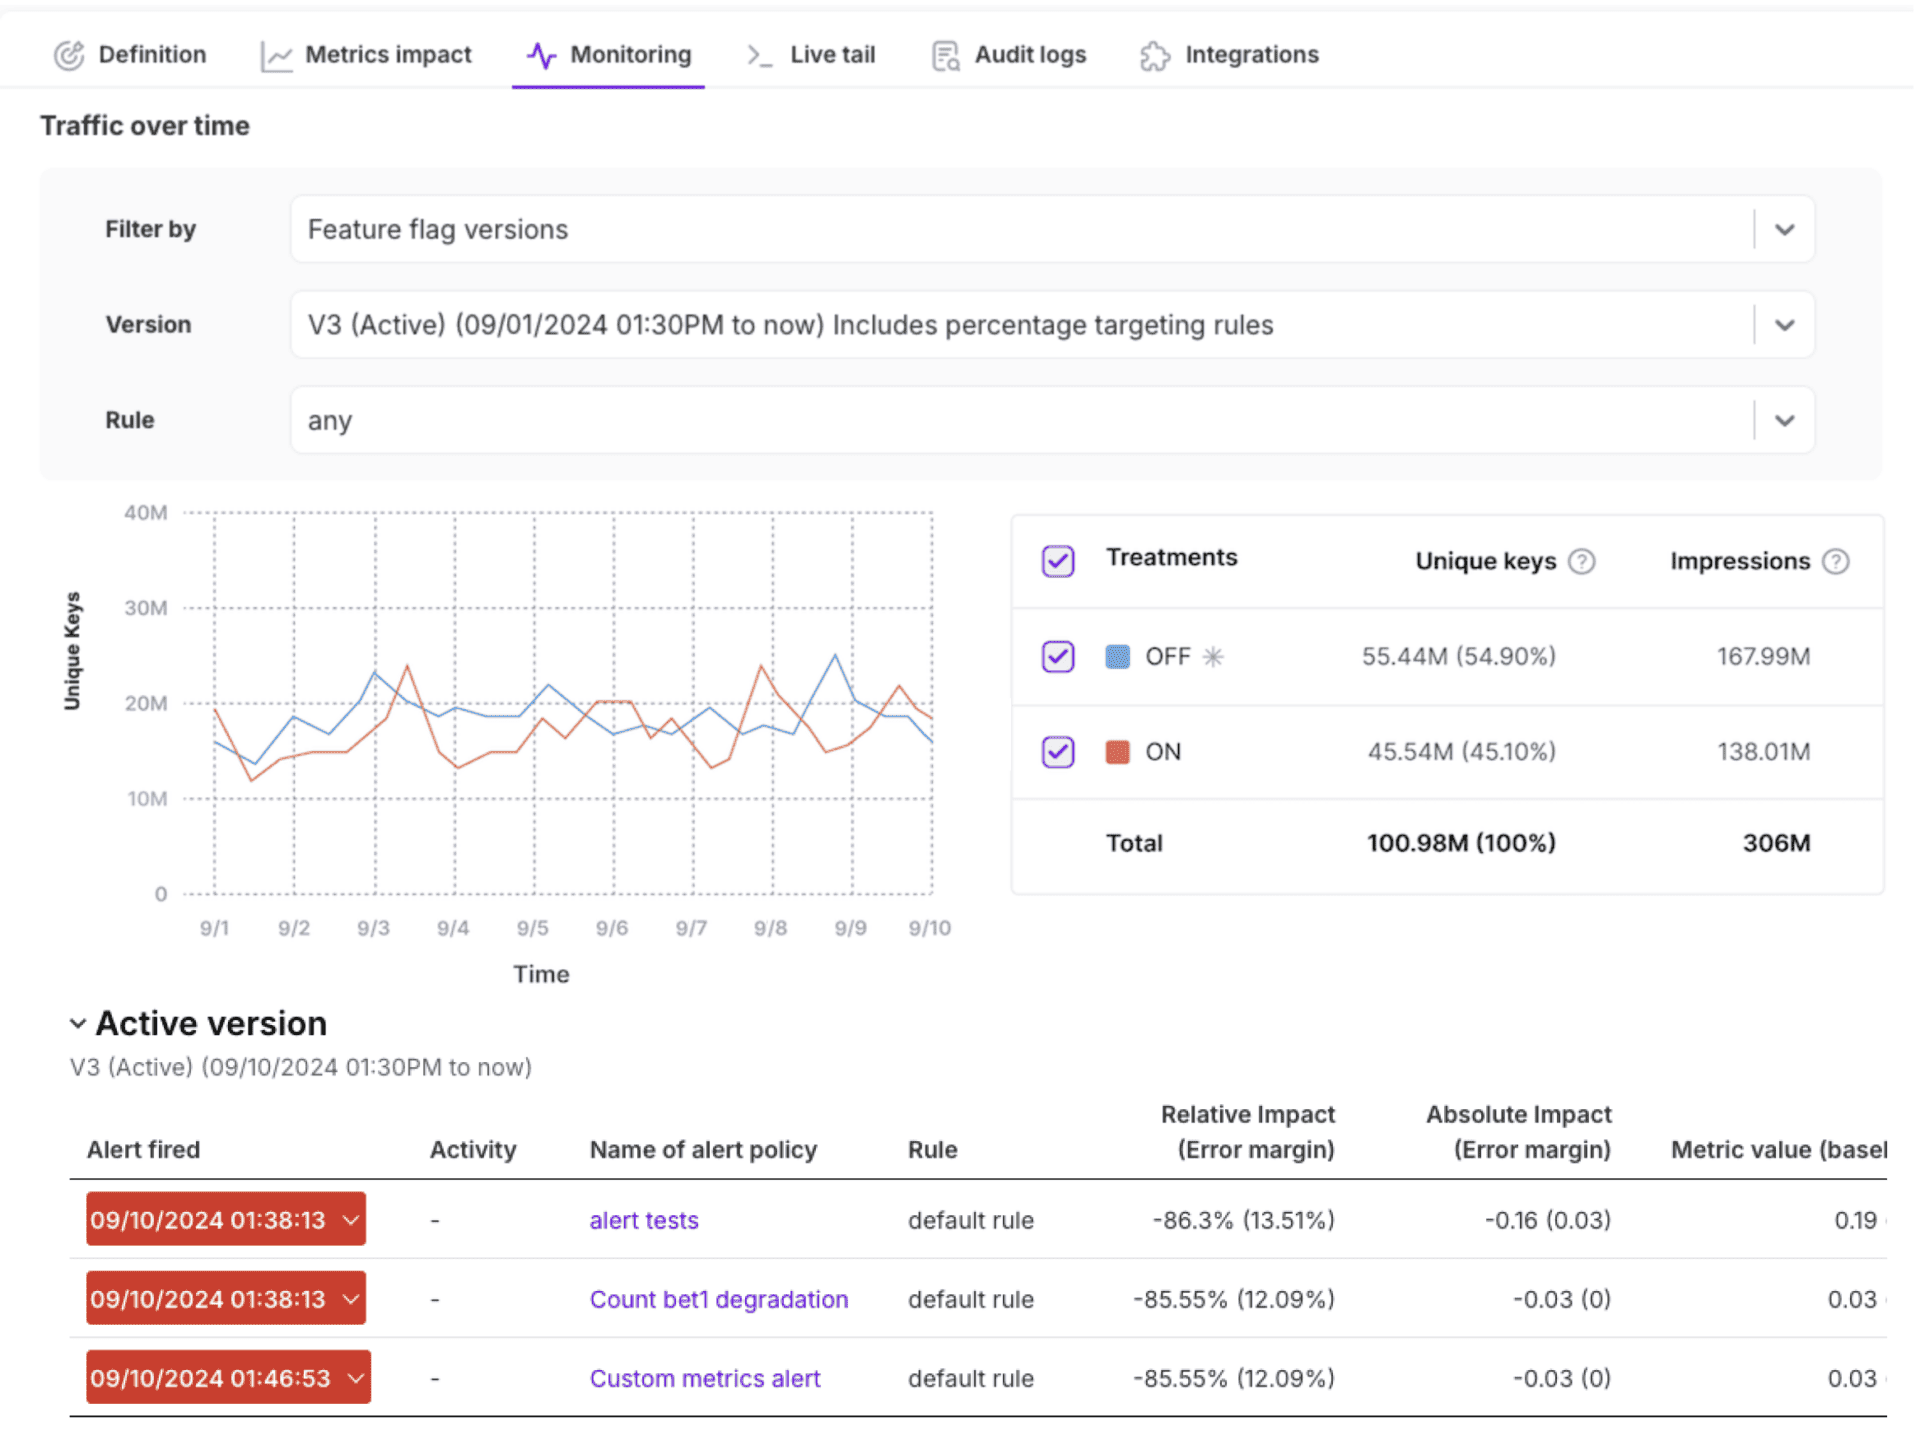 Definition Metrics impact Monitoring Live tail Audit logs Integrations
Traffic over time
Filter by Feature flag versions
Version V3 (Active) (09/01/2024 01:30PM to now) Includes percentage targeting rules
Rule any
40M
30M
20M
10M
0
Unique Keys
9/1 9/2 9/3 9/4 9/5 9/6 9/7 9/8 9/9 9/10
Time
Treatments Unique keys ? Impressions ?
OFF 55.44M (54.90%) 167.99M
ON 45.54M (45.10%) 138.01M
Total 100.98M (100%) 306M
Active version
V3 (Active) (09/10/2024 01:30PM to now)
Alert fired Activity Name of alert policy Rule Relative Impact (Error margin) Absolute Impact (Error margin) Metric value (basel
09/10/2024 01:38:13 - alert tests default rule -86.3% (13.51%) -0.16 (0.03) 0.19
09/10/2024 01:38:13 - Count bet1 degradation default rule -85.55% (12.09%) -0.03 (0) 0.03
09/10/2024 01:46:53 - Custom metrics alert default rule -85.55% (12.09%) -0.03 (0) 0.03